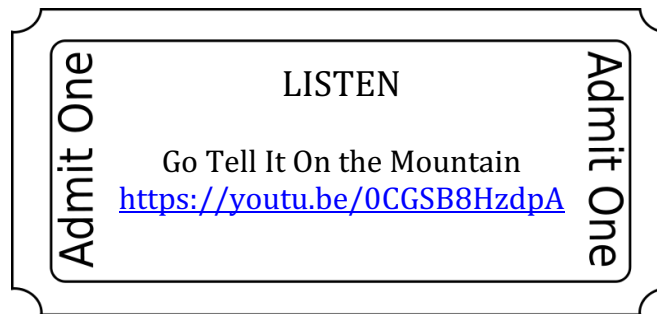 Admit One
LISTEN
Go Tell It On the Mountain
https://youtu.be/0CGSB8HzdpA
Admit One